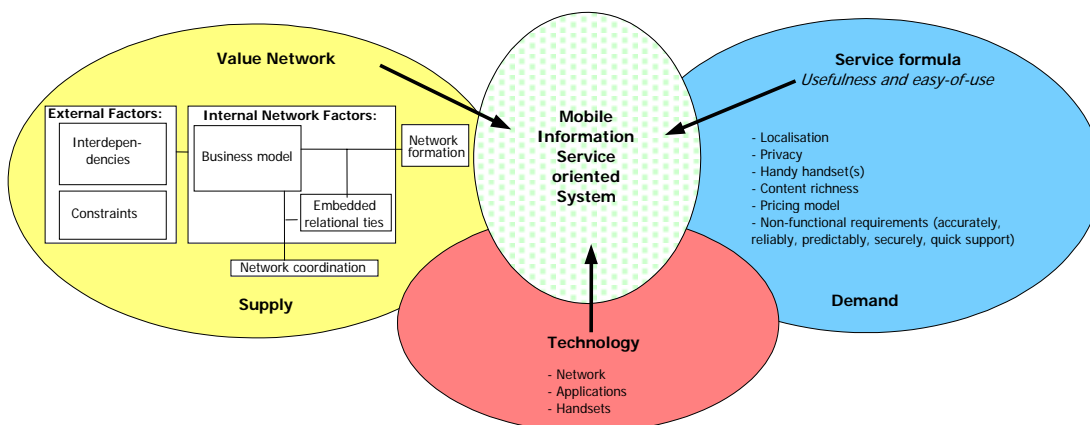 Value Network
External Factors:
Interdepen-
dencies
Constraints
Internal Network Factors:
Business model
Embedded
relational ties
Network
formation
Network coordination
Supply
Mobile
Information
Service
oriented
System
Service formula
Usefulness and easy-of-use
- Localisation
- Privacy
- Handy handset(s)
- Content richness
- Pricing model
- Non-functional requirements (accurately,
reliably, predictably, securely, quick support)
Demand
Technology
- Network
- Applications
- Handsets